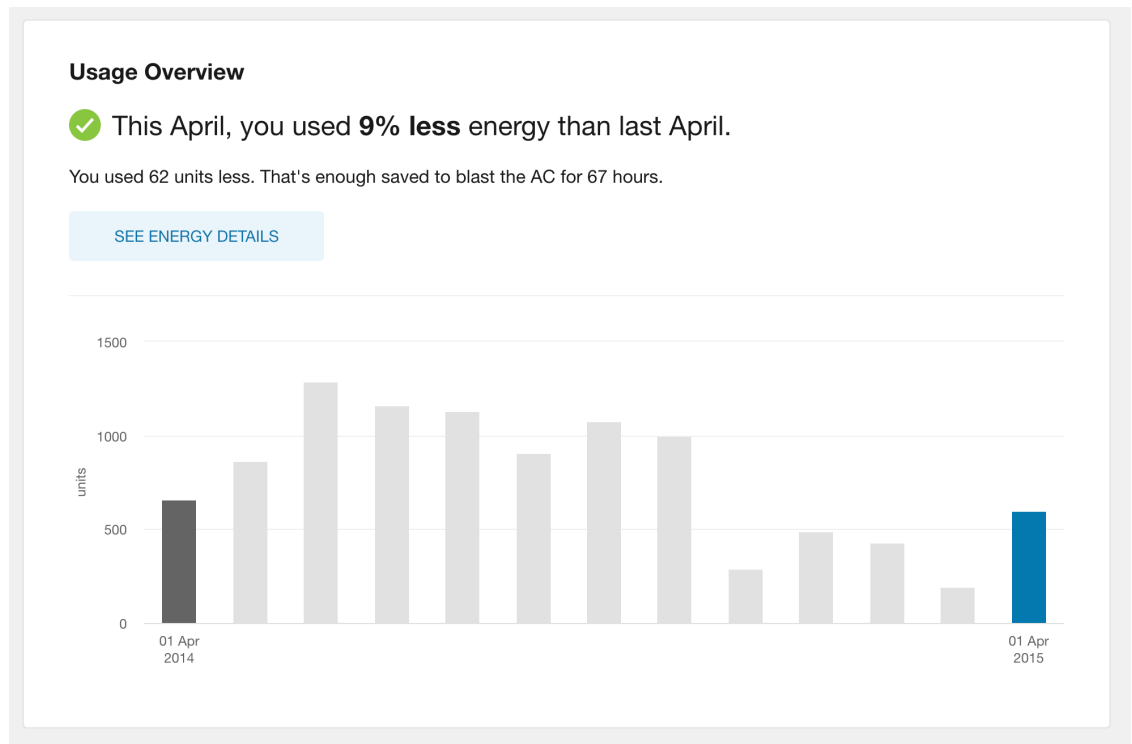 Usage Overview
This April, you used 9% less energy than last April.
You used 62 units less. That's enough saved to blast the AC for 67 hours.
SEE ENERGY DETAILS
1500
1000
units
500
0
01 Apr
2014
01 Apr
2015